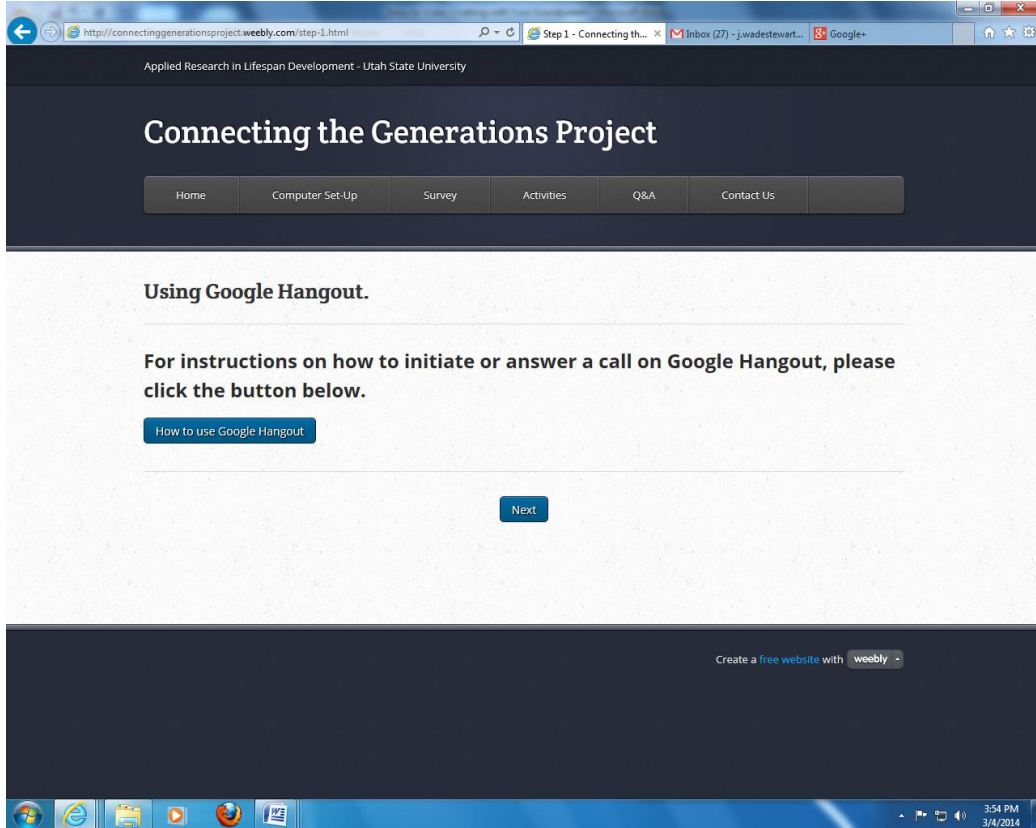 http://connectinggenerationsproject.weebly.com/step-1.html
Step 1 - Connecting th...
Inbox (27) - j.wadestewart...
Google+
Applied Research in Lifespan Development - Utah State University
Connecting the Generations Project
Home Computer Set-Up Survey Activities Q&A Contact Us
Using Google Hangout.
For instructions on how to initiate or answer a call on Google Hangout, please
click the button below.
How to use Google Hangout
Next
Create a free website with weebly
3:54 PM
3/4/2014